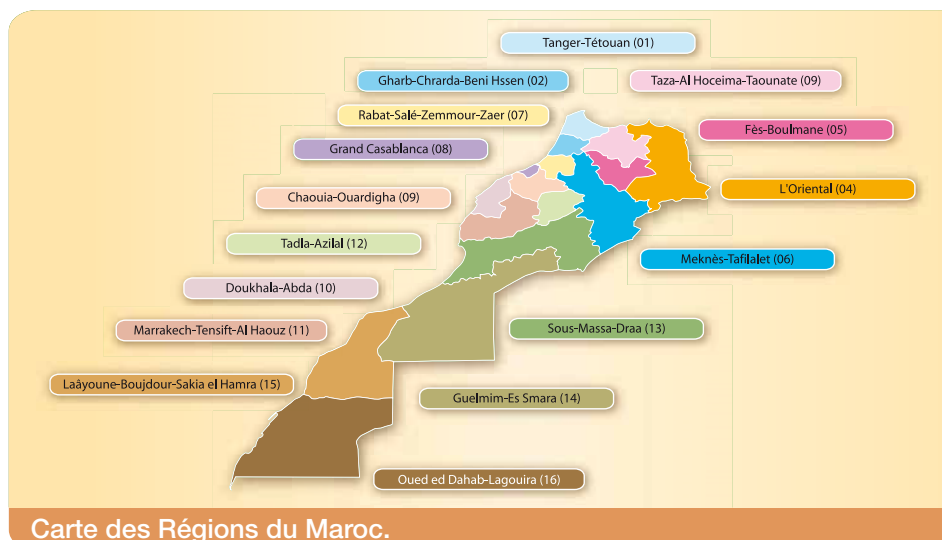 Tanger-Tétouan (01)
Gharb-Chrarda-Beni Hssen (02)
Taza-Al Hoceima-Taounate (09)
Rabat-Salé-Zemmour-Zaer (07)
Fès-Boulmane (05)
Grand Casablanca (08)
L'Oriental (04)
Chaouia-Ouardigha (09)
Tadla-Azilal (12)
Meknès-Tafilalet (06)
Doukhala-Abda (10)
Marrakech-Tensift-Al Haouz (11)
Sous-Massa-Draa (13)
Laâyoune-Boujdour-Sakia el Hamra (15)
Guelmim-Es Smara (14)
Oued ed Dahab-Lagouira (16)
Carte des Régions du Maroc.